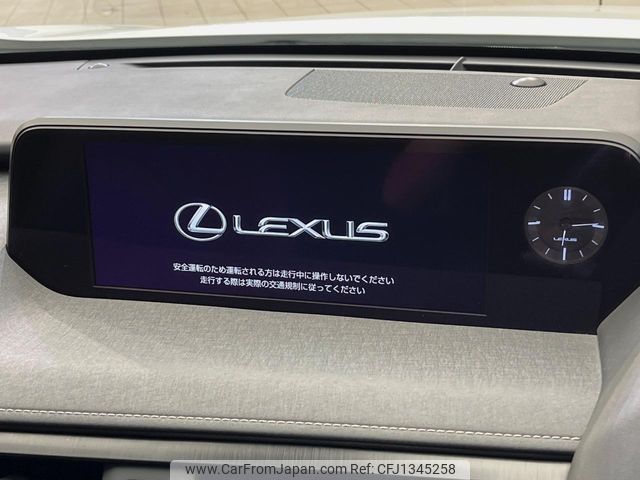 LEXUS
安全運転のため運転される方は走行中に操作しないでください
走行する際は実際の交通規制に従ってください
LEXUS
www.CarFromJapan.com - CFJ1345258